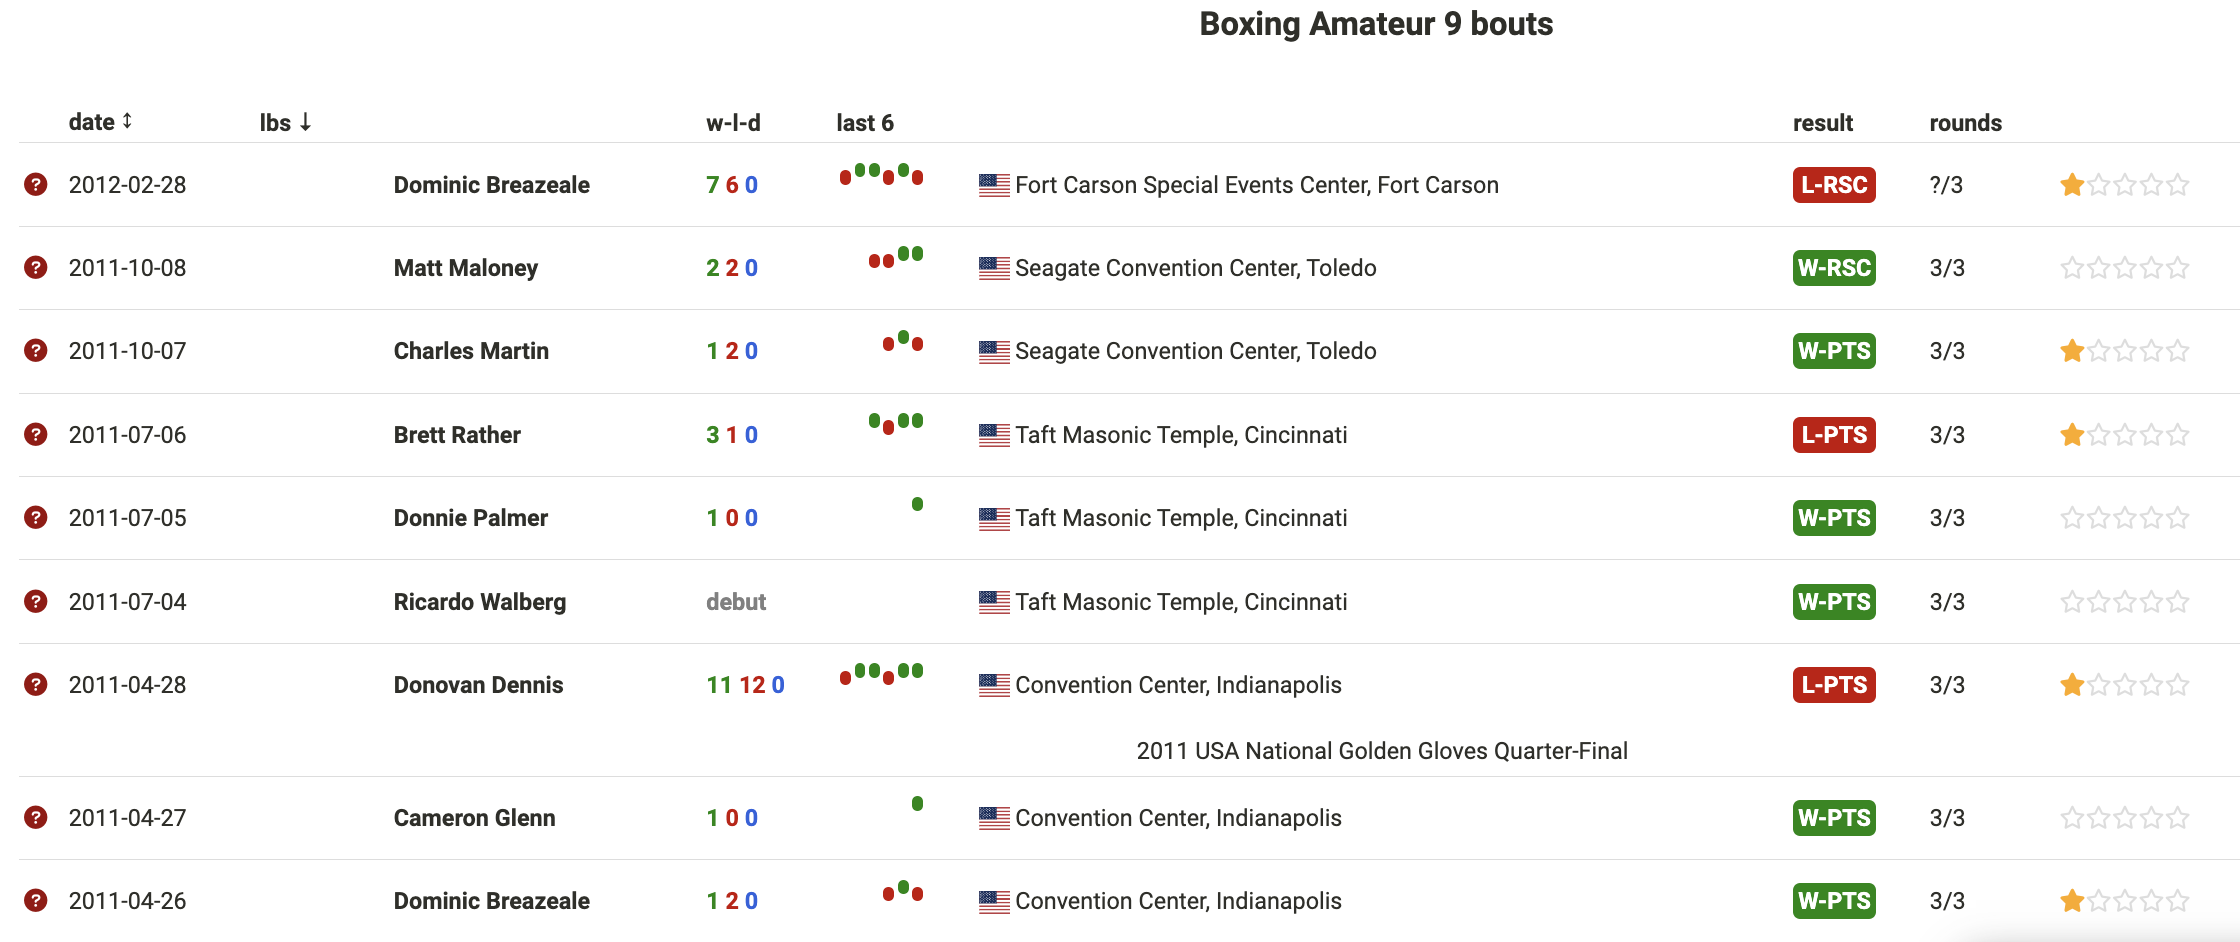 Boxing Amateur 9 bouts
date ↕ lbs ↓ w-l-d last 6 result rounds
? 2012-02-28 Dominic Breazeale 7 6 0 Fort Carson Special Events Center, Fort Carson L-RSC ?/3
? 2011-10-08 Matt Maloney 2 2 0 Seagate Convention Center, Toledo W-RSC 3/3
? 2011-10-07 Charles Martin 1 2 0 Seagate Convention Center, Toledo W-PTS 3/3
? 2011-07-06 Brett Rather 3 1 0 Taft Masonic Temple, Cincinnati L-PTS 3/3
? 2011-07-05 Donnie Palmer 1 0 0 Taft Masonic Temple, Cincinnati W-PTS 3/3
? 2011-07-04 Ricardo Walberg debut Taft Masonic Temple, Cincinnati W-PTS 3/3
? 2011-04-28 Donovan Dennis 11 12 0 Convention Center, Indianapolis L-PTS 3/3
2011 USA National Golden Gloves Quarter-Final
? 2011-04-27 Cameron Glenn 1 0 0 Convention Center, Indianapolis W-PTS 3/3
? 2011-04-26 Dominic Breazeale 1 2 0 Convention Center, Indianapolis W-PTS 3/3